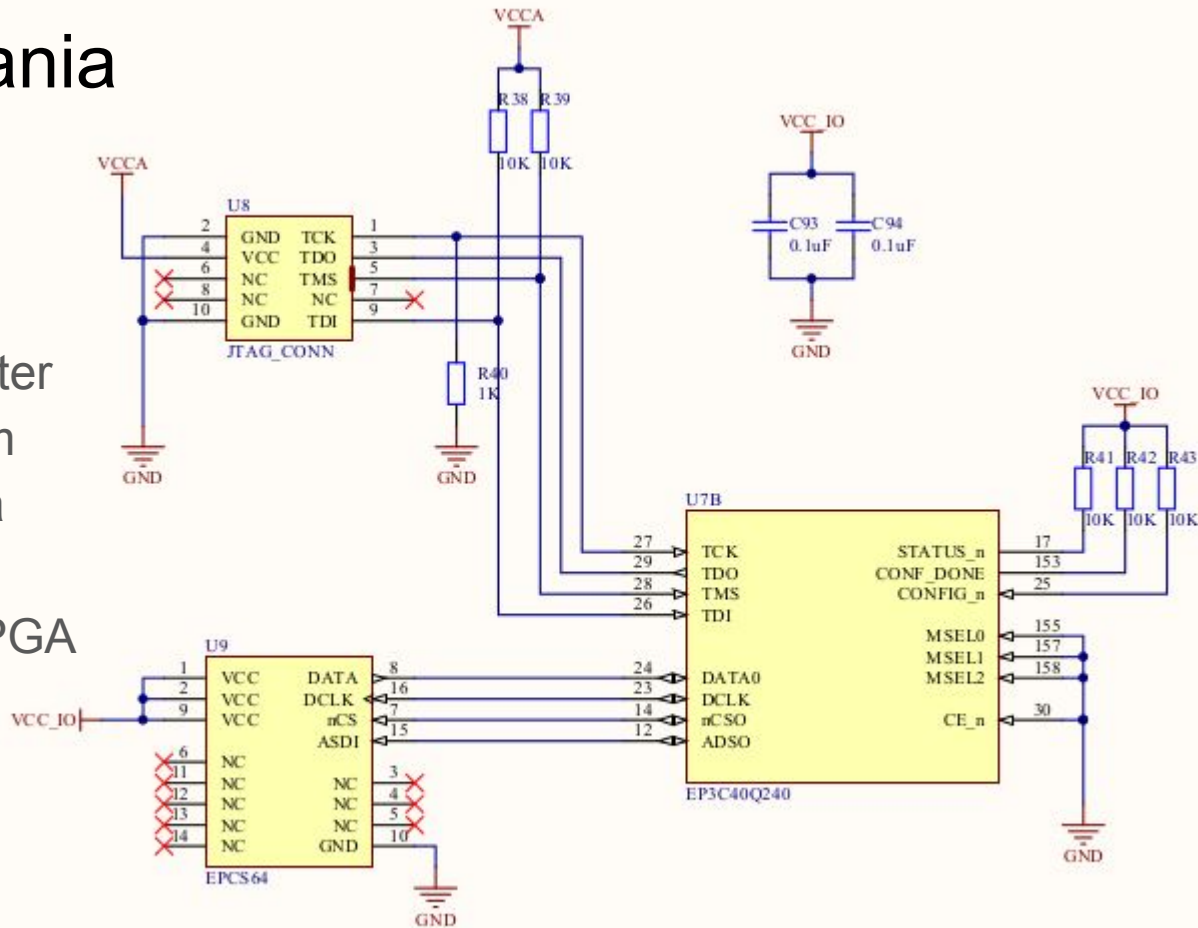 ania
ter
n
a
PGA
VCCA
R38 R39
10K 10K
VCC_IO
C93 C94
0.1uF 0.1uF
GND
VCCA
U8
2 GND TCK 1
4 VCC TDO 3
6 NC TMS 5
8 NC NC 7
10 GND TDI 9
JTAG_CONN
R40
1K
GND
GND
VCC_IO
R41 R42 R43
10K 10K 10K
U7B
27 TCK STATUS_n 17
29 TDO CONF_DONE 153
28 TMS CONFIG_n 25
26 TDI
MSEL0 155
MSEL1 157
24 DATA0 MSEL2 158
23 DCLK
14 nCSO CE_n 30
12 ADSO
EP3C40Q240
GND
U9
1 VCC DATA 8
2 VCC DCLK 16
VCC_IO 9 VCC nCS 7
ASDI 15
6 NC
11 NC NC 3
12 NC NC 4
13 NC NC 5
14 NC GND 10
EPCS64
GND